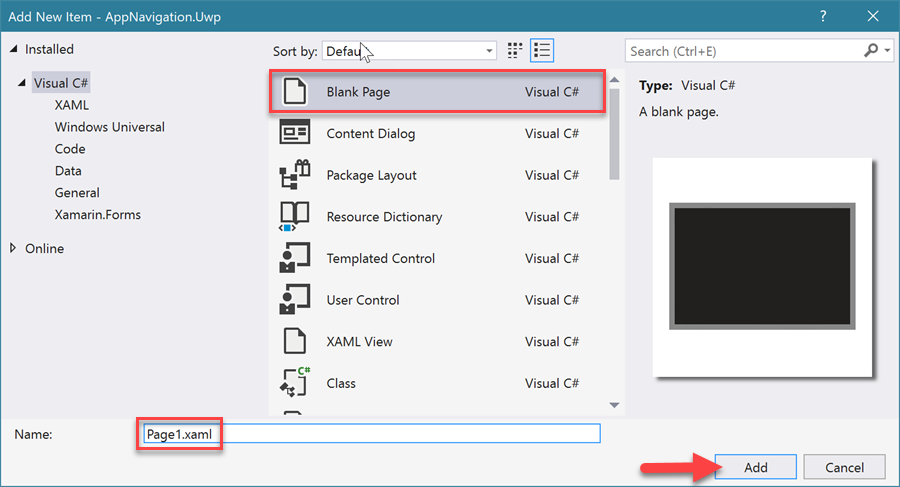 Add New Item - AppNavigation.Uwp
?
Installed
Visual C#
XAML
Windows Universal
Code
Data
General
Xamarin.Forms
Online
Sort by: Default
Blank Page Visual C#
Content Dialog Visual C#
Package Layout Visual C#
Resource Dictionary Visual C#
Templated Control Visual C#
User Control Visual C#
XAML View Visual C#
C#
Class Visual C#
Search (Ctrl+E)
Type: Visual C#
A blank page.
Name: Page1.xaml
Add Cancel